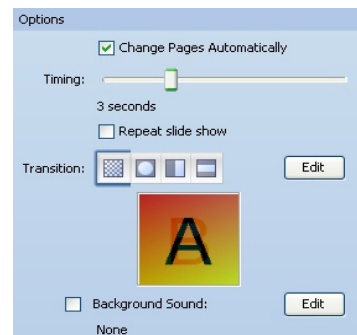 Options
Change Pages Automatically
Timing:
3 seconds
Repeat slide show
Transition:
Edit
A
B
Background Sound:
Edit
None